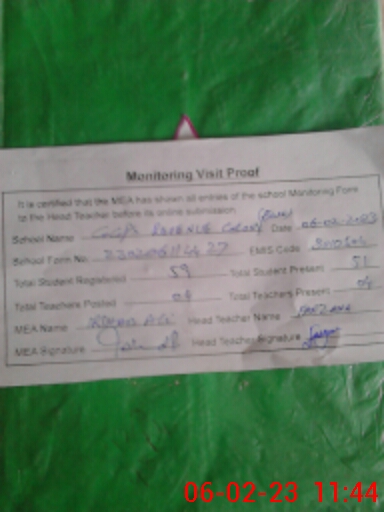 Monitoring Visit Proof
It is certified that the MEA has shown all entries of the school Monitoring Form
to the Head Teacher before its online submission.
School Name Colony Date 06-02-2023
School Form No. EMIS Code
Total Student Registered 59 Total Student Present 51
Total Teachers Posted 04 Total Teachers Present 04
MEA Name Ali Head Teacher Name FARZANA
MEA Signature Head Teacher Signature
06-02-23 11:44